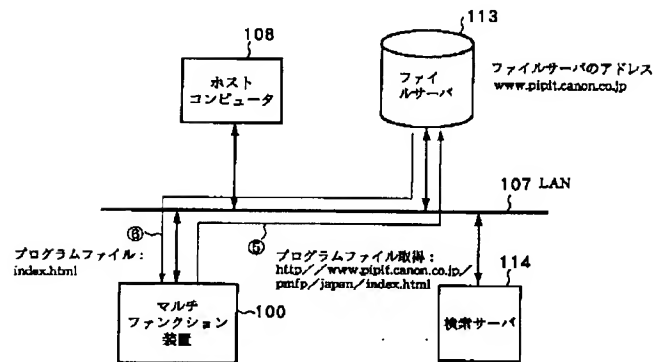 108
ホスト
コンピュータ
113
ファイ
ルサーバ
ファイルサーバのアドレス
www.pipit.canon.co.jp
107 LAN
⑥
⑤
プログラムファイル:
index.html
プログラムファイル取得:
http//www.pipit.canon.co.jp/
pmfp/japan/index.html
マルチ
ファンクション
装置
100
114
検索サーバ